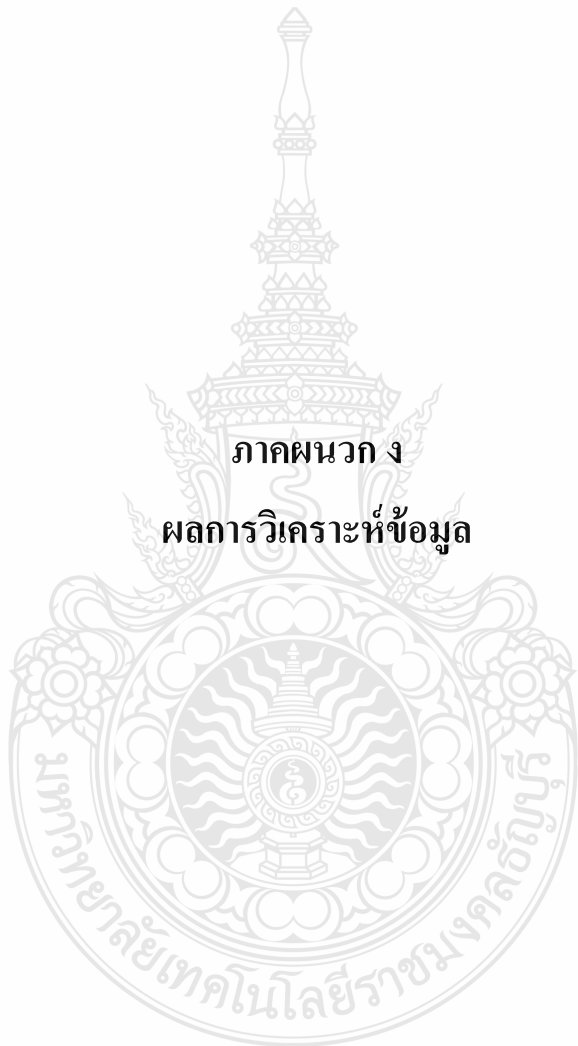 ภาคผนวก ง
ผลการวิเคราะห์ข้อมูล
มหาวิทยาลัยเทคโนโลยีราชมงคลธัญบุรี